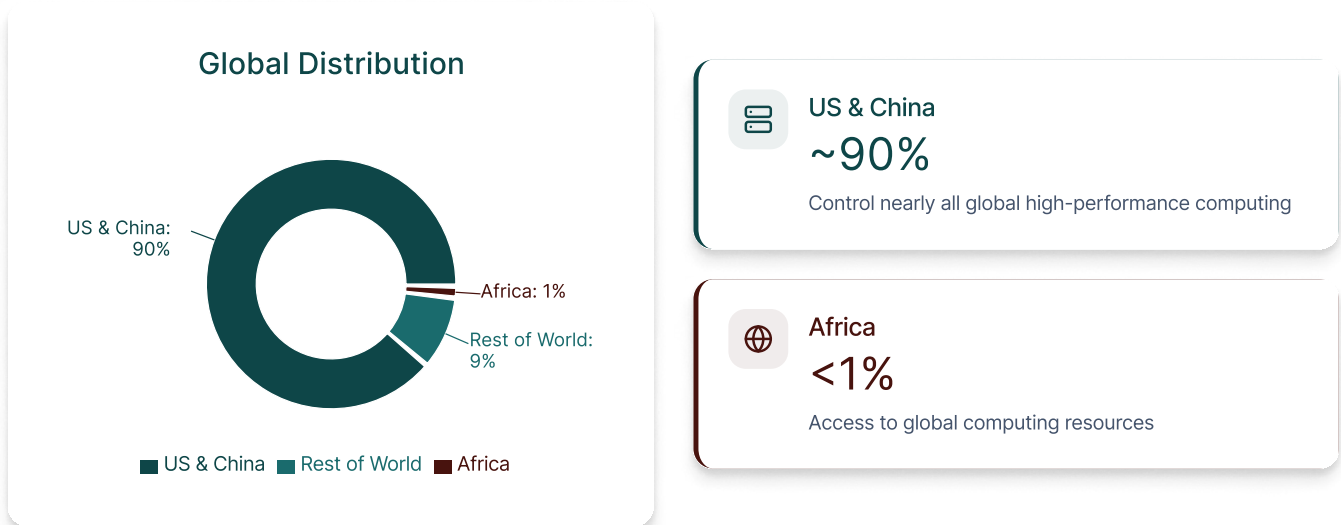 Global Distribution
US & China:
90%
Africa: 1%
Rest of World:
9%
US & China
Rest of World
Africa
US & China
~90%
Control nearly all global high-performance computing
Africa
<1%
Access to global computing resources